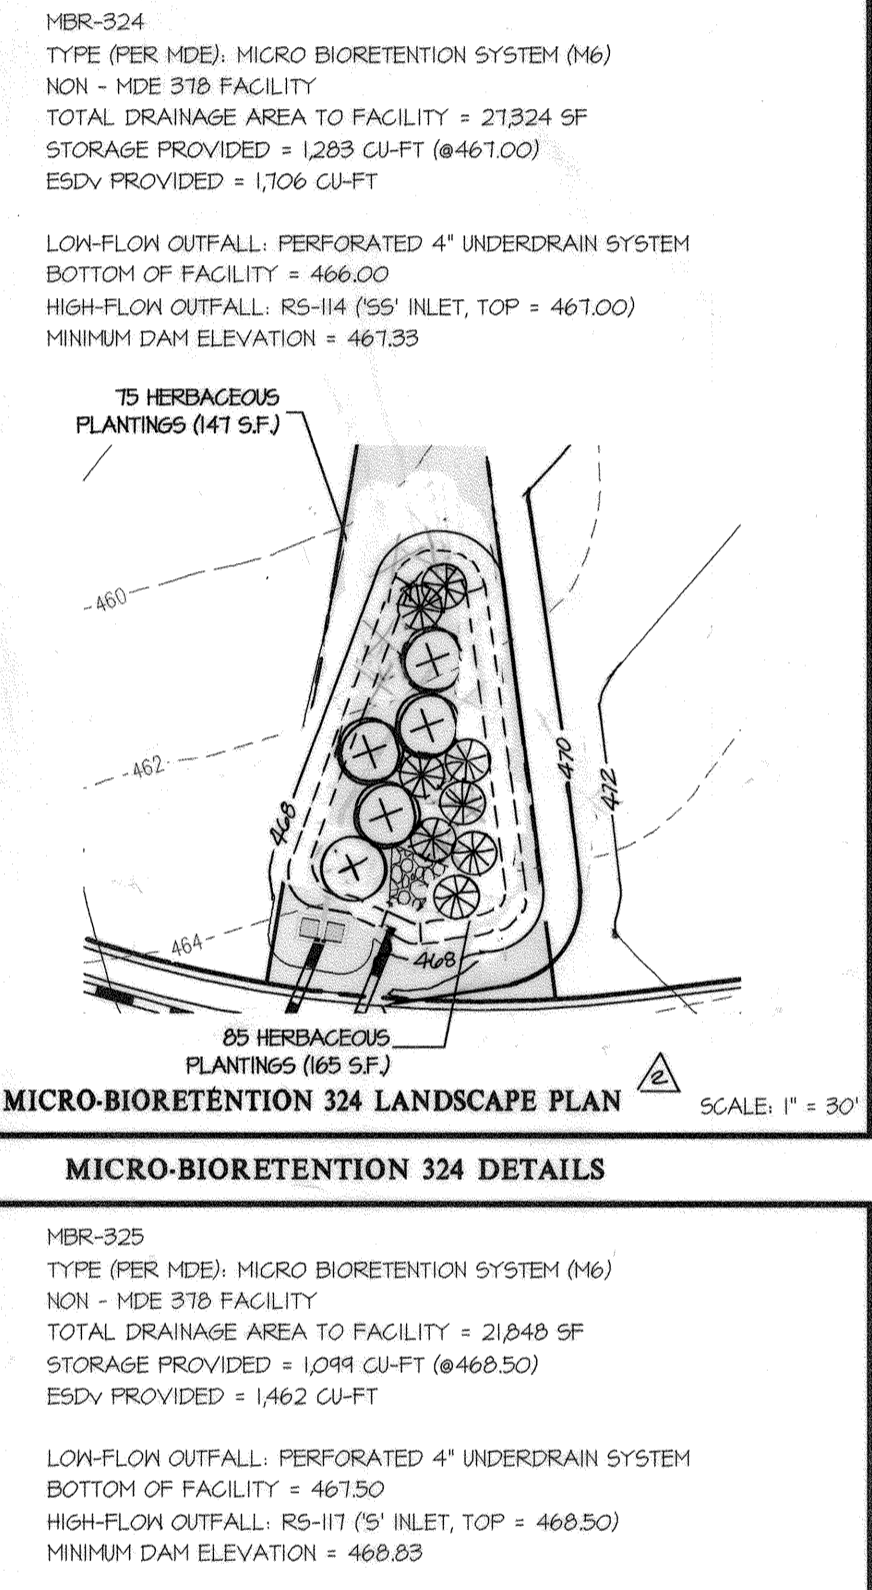 MBR-324
TYPE (PER MDE): MICRO BIORETENTION SYSTEM (M6)
NON - MDE 378 FACILITY
TOTAL DRAINAGE AREA TO FACILITY = 27,324 SF
STORAGE PROVIDED = 1,283 CU-FT (@467.00)
ESDv PROVIDED = 1,706 CU-FT
LOW-FLOW OUTFALL: PERFORATED 4" UNDERDRAIN SYSTEM
BOTTOM OF FACILITY = 466.00
HIGH-FLOW OUTFALL: RS-114 ('SS' INLET, TOP = 467.00)
MINIMUM DAM ELEVATION = 467.33
75 HERBACEOUS
PLANTINGS (147 S.F.)
460
462
470
472
468
464
468
85 HERBACEOUS
PLANTINGS (165 S.F.)
2
MICRO-BIORETENTION 324 LANDSCAPE PLAN
SCALE: 1" = 30'
MICRO-BIORETENTION 324 DETAILS
MBR-325
TYPE (PER MDE): MICRO BIORETENTION SYSTEM (M6)
NON - MDE 378 FACILITY
TOTAL DRAINAGE AREA TO FACILITY = 21,848 SF
STORAGE PROVIDED = 1,099 CU-FT (@468.50)
ESDv PROVIDED = 1,462 CU-FT
LOW-FLOW OUTFALL: PERFORATED 4" UNDERDRAIN SYSTEM
BOTTOM OF FACILITY = 467.50
HIGH-FLOW OUTFALL: RS-117 ('S' INLET, TOP = 468.50)
MINIMUM DAM ELEVATION = 468.83